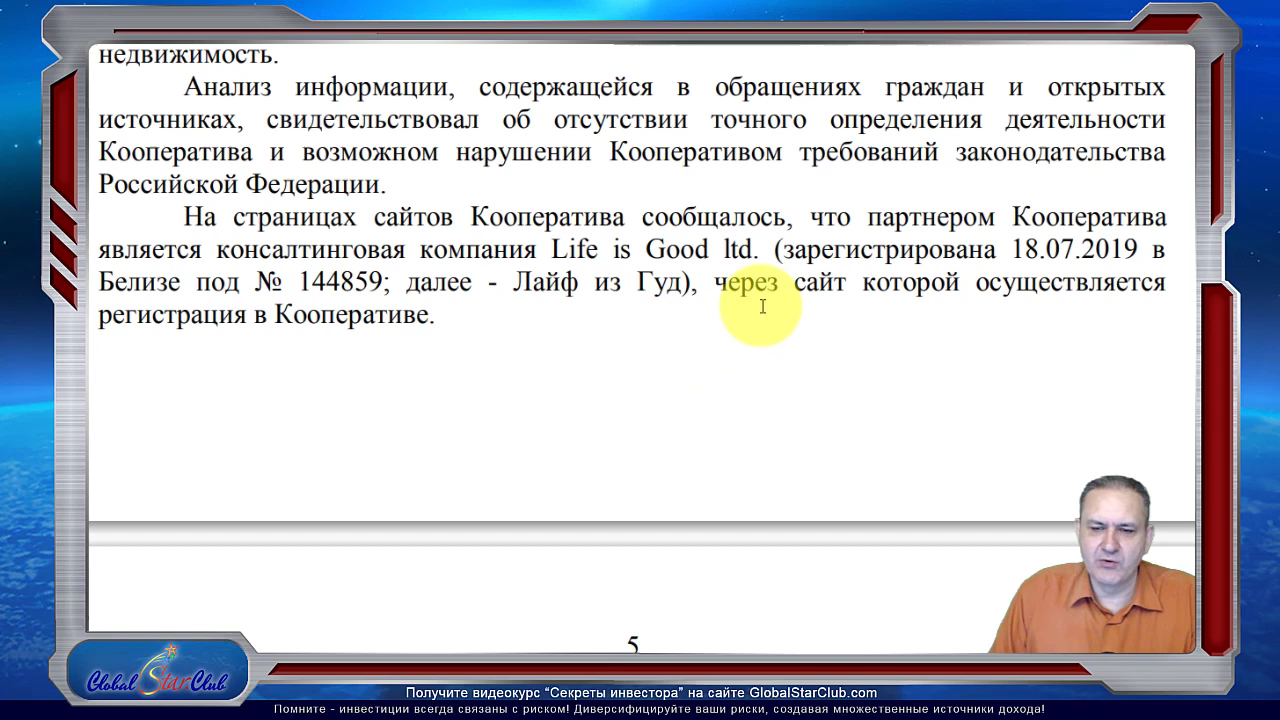 недвижимость.
Анализ информации, содержащейся в обращениях граждан и открытых
источниках, свидетельствовал об отсутствии точного определения деятельности
Кооператива и возможном нарушении Кооперативом требований законодательства
Российской Федерации.
На страницах сайтов Кооператива сообщалось, что партнером Кооператива
является консалтинговая компания Life is Good ltd. (зарегистрирована 18.07.2019 в
Белизе под № 144859; далее - Лайф из Гуд), через сайт которой осуществляется
регистрация в Кооперативе.
5
Global Star Club
Получите видеокурс "Секреты инвестора" на сайте GlobalStarClub.com
Помните - инвестиции всегда связаны с риском! Диверсифицируйте ваши риски, создавая множественные источники дохода!